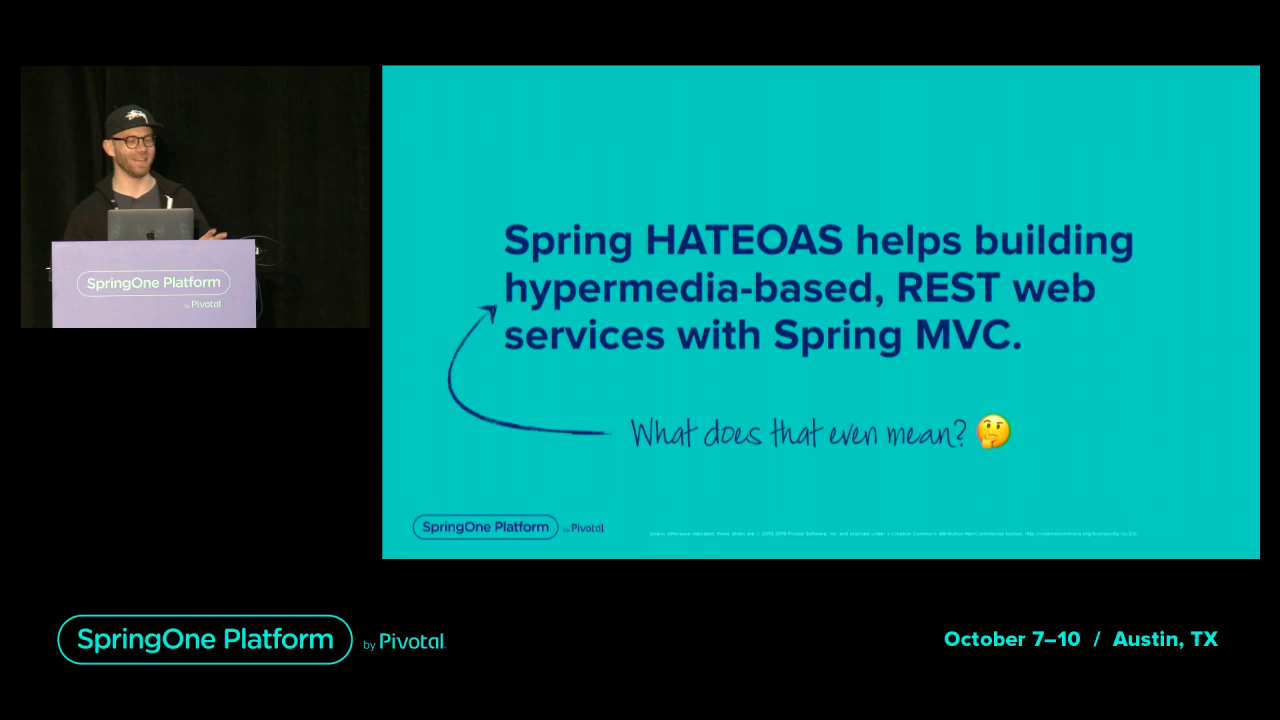 SpringOne Platform
by Pivotal
Spring HATEOAS helps building
hypermedia-based, REST web
services with Spring MVC.
What does that even mean? 🤔
SpringOne Platform by Pivotal
SpringOne Platform by Pivotal
October 7–10 / Austin, TX